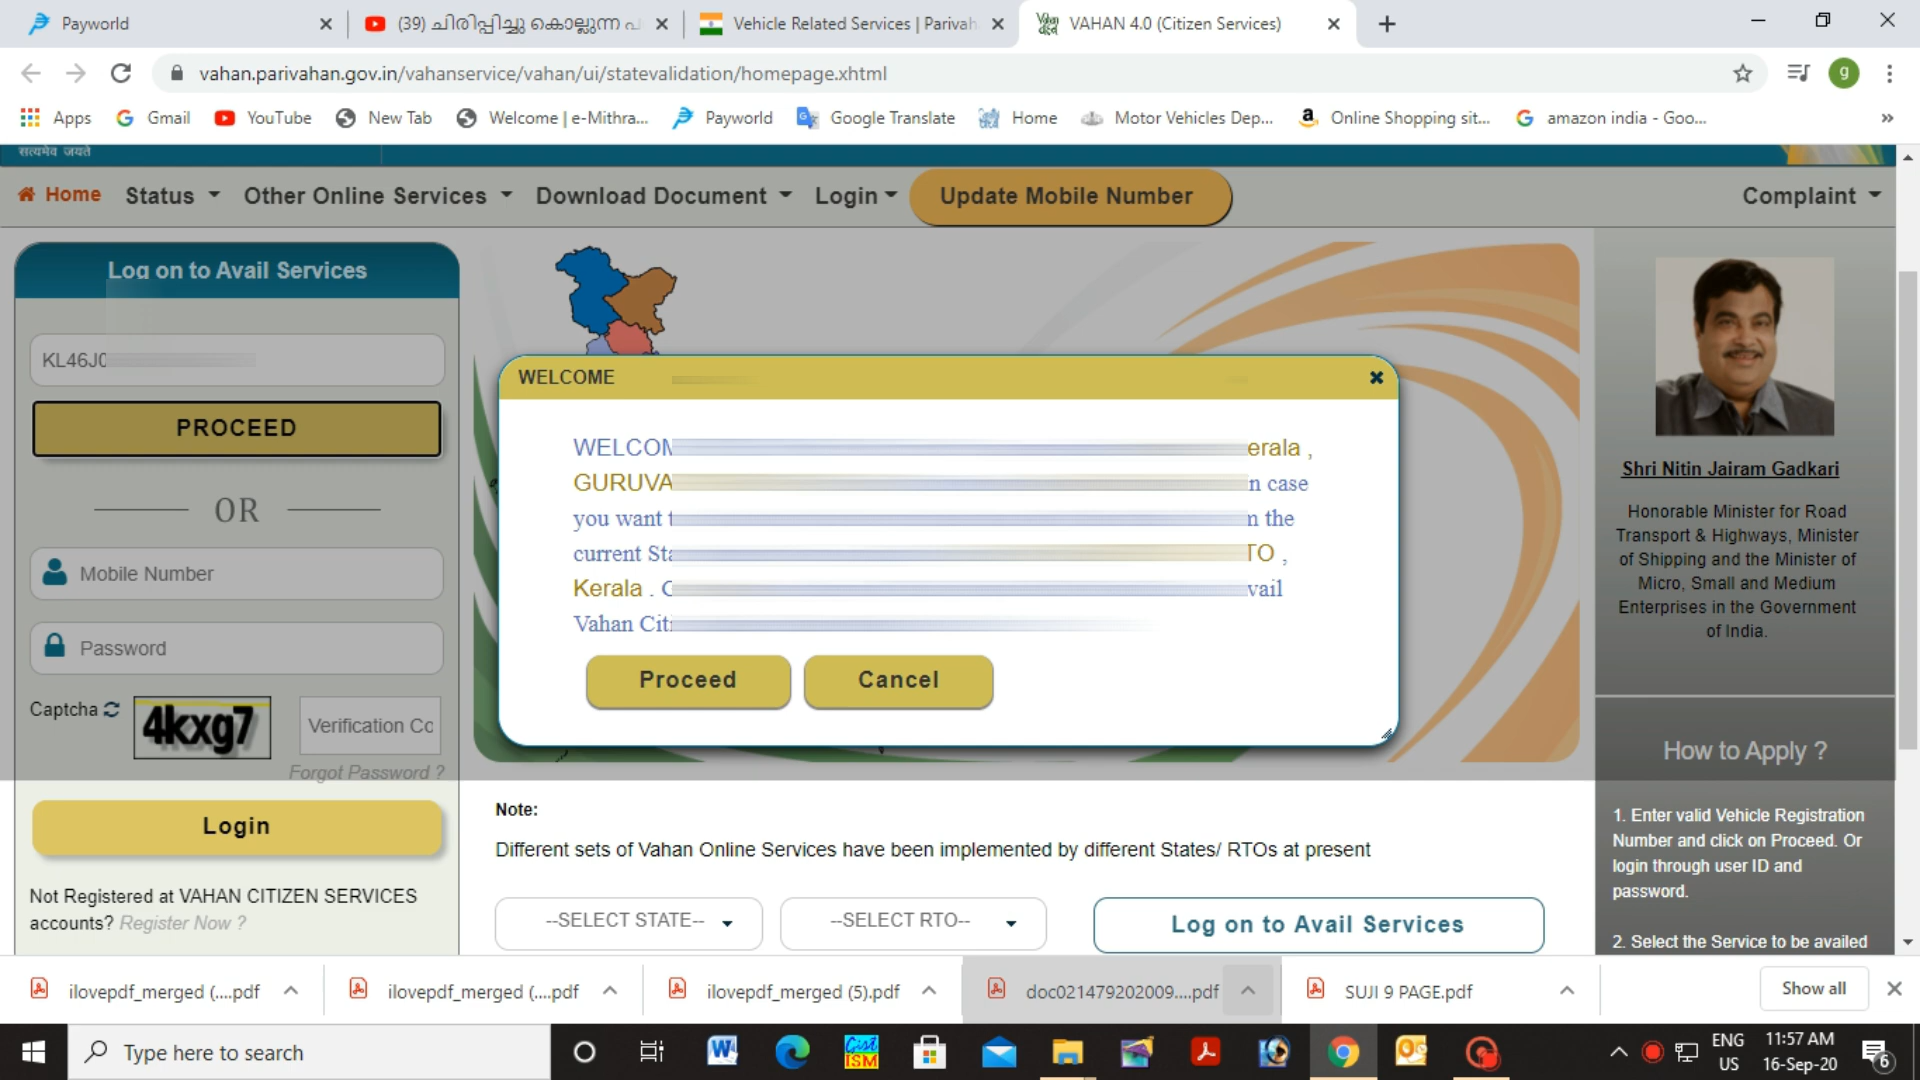 Payworld
(39) ചിരിപ്പിച്ചു കൊല്ലുന്ന
Vehicle Related Services | Parivah
VAHAN 4.0 (Citizen Services)
vahan.parivahan.gov.in/vahanservice/vahan/ui/statevalidation/homepage.xhtml
g
Apps
Gmail
YouTube
New Tab
Welcome | e-Mithra...
Payworld
Google Translate
Home
Motor Vehicles Dep...
Online Shopping sit...
amazon india - Goo...
सत्यमेव जयते
Home
Status
Other Online Services
Download Document
Login
Update Mobile Number
Complaint
Log on to Avail Services
KL46J0
PROCEED
OR
Mobile Number
Password
Captcha
4kxg7
Verification Co
Forgot Password ?
Login
Not Registered at VAHAN CITIZEN SERVICES
accounts? Register Now ?
WELCOME
WELCOM erala ,
GURUVA n case
you want n the
current Sta TO ,
Kerala . vail
Vahan Citi
Proceed
Cancel
Note:
Different sets of Vahan Online Services have been implemented by different States/ RTOs at present
--SELECT STATE--
--SELECT RTO--
Log on to Avail Services
Shri Nitin Jairam Gadkari
Honorable Minister for Road
Transport & Highways, Minister
of Shipping and the Minister of
Micro, Small and Medium
Enterprises in the Government
of India.
How to Apply ?
1. Enter valid Vehicle Registration
Number and click on Proceed. Or
login through user ID and
password.
2. Select the Service to be availed
ilovepdf_merged (....pdf
ilovepdf_merged (....pdf
ilovepdf_merged (5).pdf
doc021479202009....pdf
SUJI 9 PAGE.pdf
Show all
Type here to search
ENG
US
11:57 AM
16-Sep-20
6